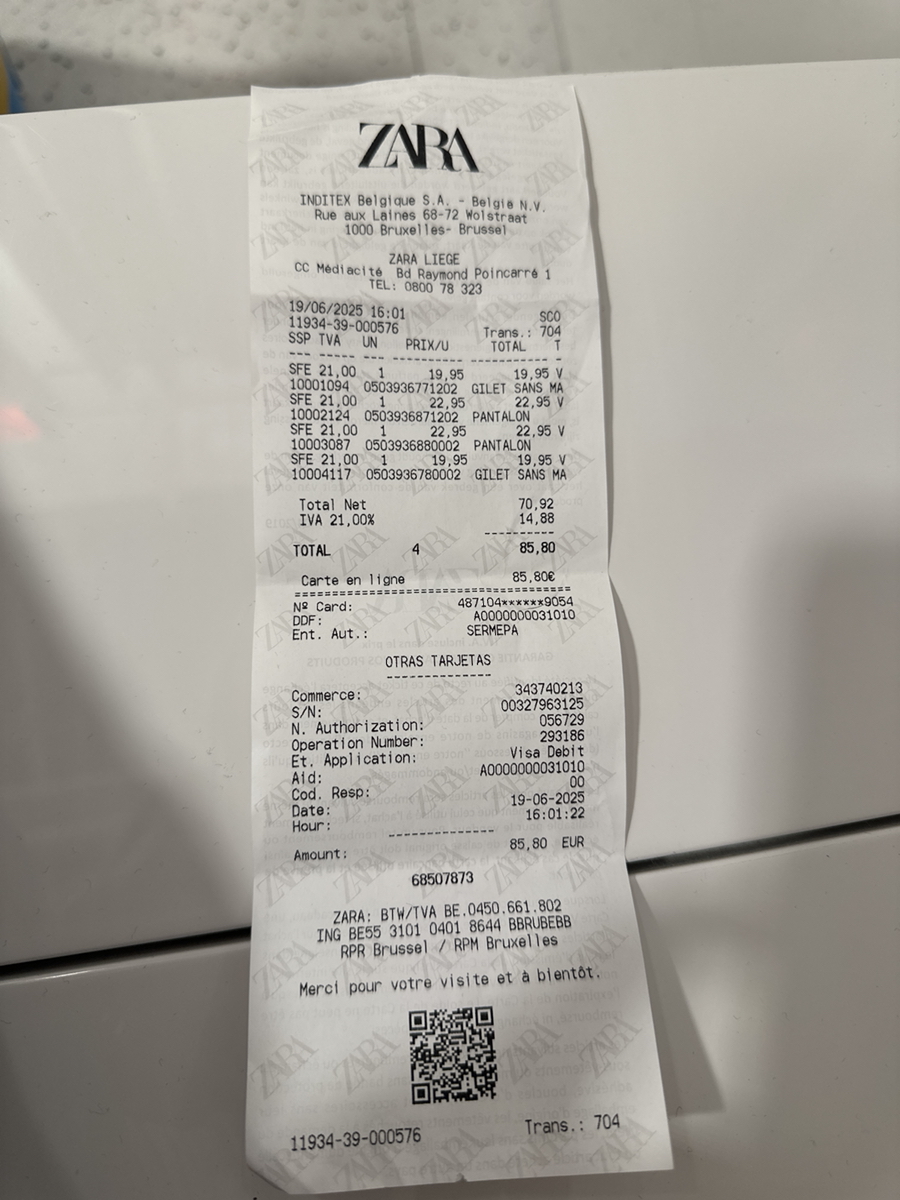 ZARA
INDITEX Belgique S.A. - Belgie N.V.
Rue aux Laines 68-72 Wolstraat
1000 Bruxelles- Brussel
ZARA LIEGE
CC Médiacité Bd Raymond Poincarré 1
TEL: 0800 78 323
19/06/2025 16:01 SCO
11934-39-000576 Trans.: 704
SSP TVA UN PRIX/U TOTAL T
SFE 21,00 1 19,95 19,95 V
10001094 0503936771202 GILET SANS MA
SFE 21,00 1 22,95 22,95 V
10002124 0503936871202 PANTALON
SFE 21,00 1 22,95 22,95 V
10003087 0503936880002 PANTALON
SFE 21,00 1 19,95 19,95 V
10004117 0503936780002 GILET SANS MA
Total Net 70,92
IVA 21,00% 14,88
TOTAL 4 85,80
Carte en ligne 85,80€
Nº Card: 487104******9054
DDF: A0000000031010
Ent. Aut.: SERMEPA
OTRAS TARJETAS
Commerce: 343740213
S/N: 00327963125
N. Authorization: 056729
Operation Number: 293186
Et. Application: Visa Debit
Aid: A0000000031010
Cod. Resp: 00
Date: 19-06-2025
Hour: 16:01:22
Amount: 85,80 EUR
68507873
ZARA: BTW/TVA BE.0450.661.802
ING BE55 3101 0401 8644 BBRUBEBB
RPR Brussel / RPM Bruxelles
Merci pour votre visite et à bientôt.
11934-39-000576 Trans.: 704